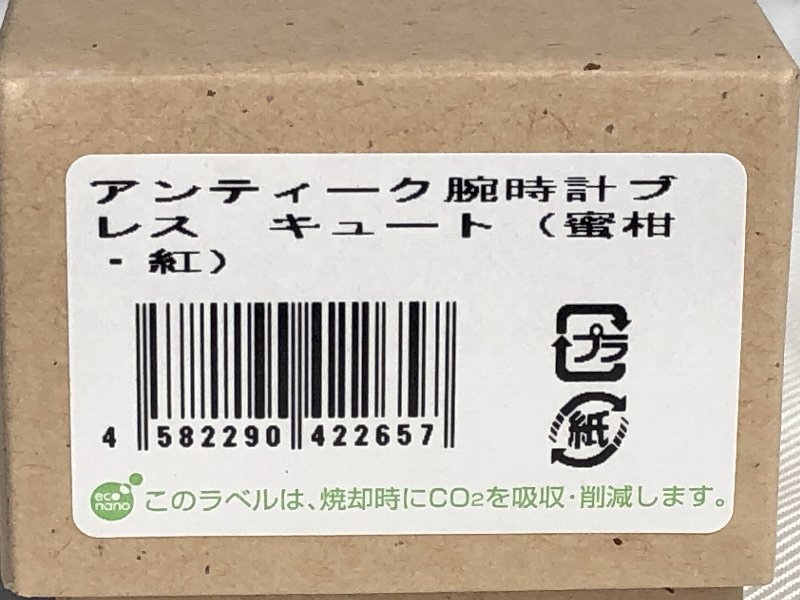 アンティーク腕時計ブ
レス　キュート（蜜柑
・紅）
4 582290 422657
プラ
紙
eco nano
このラベルは、焼却時にCO2を吸収・削減します。